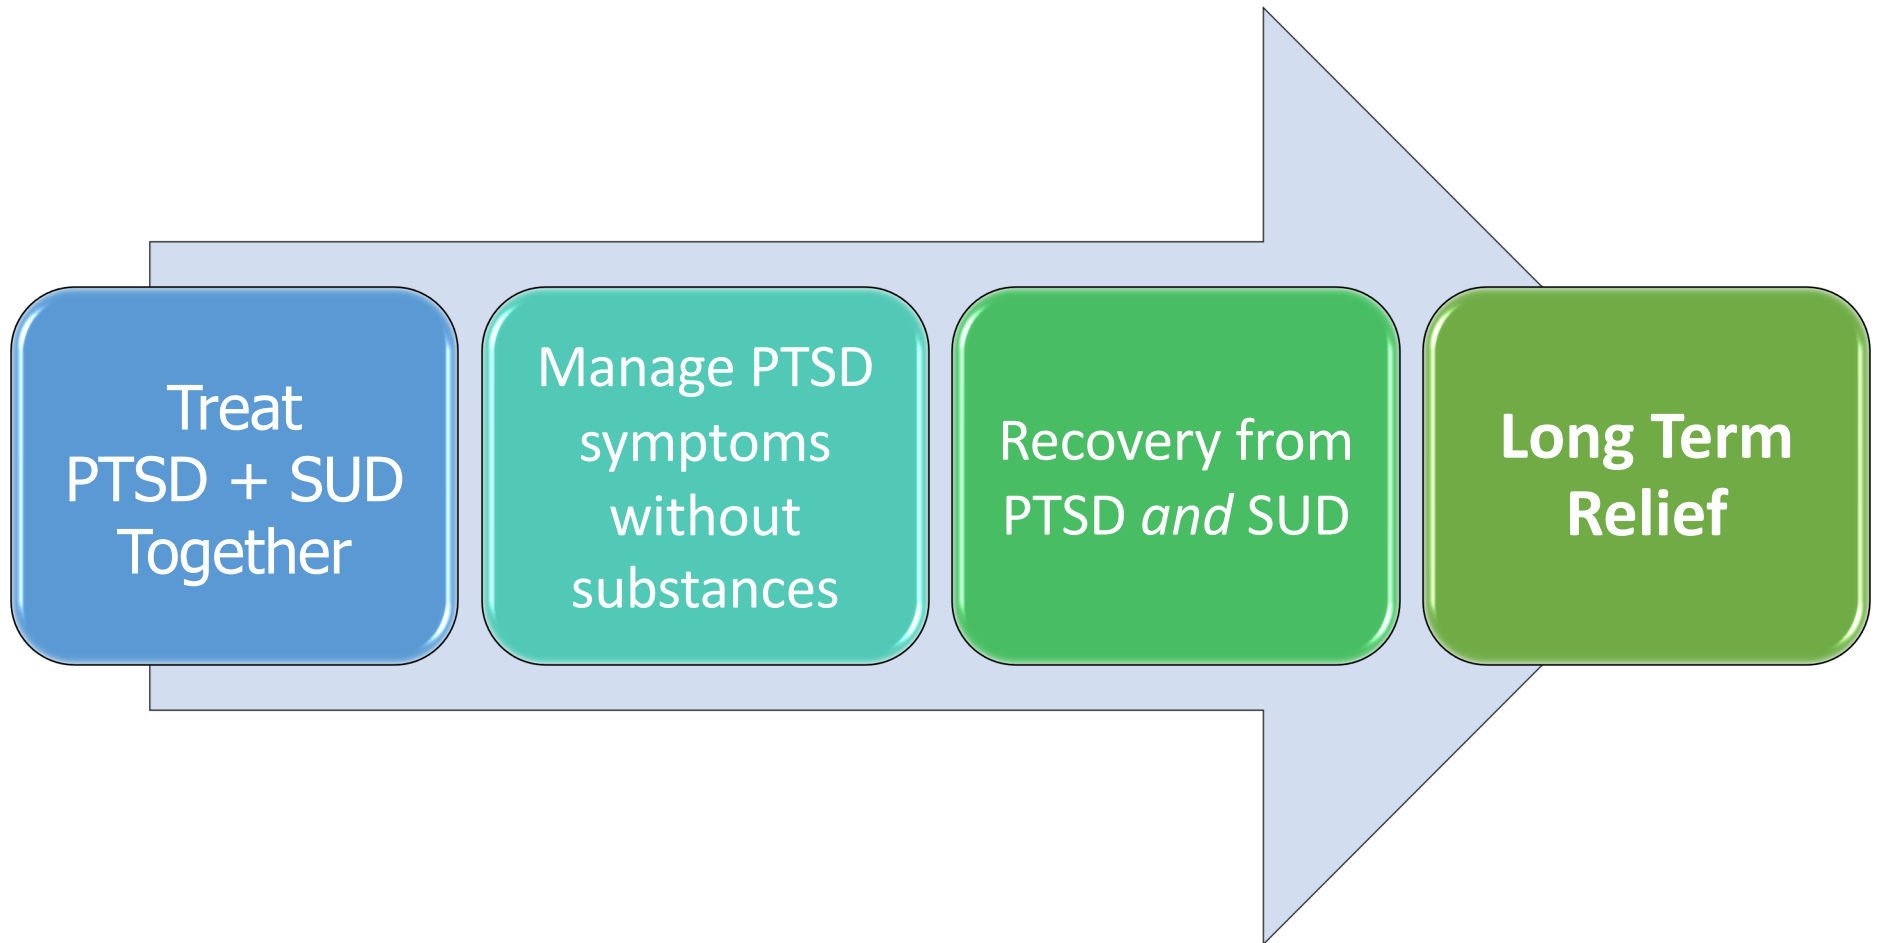 Treat
PTSD + SUD
Together
Manage PTSD
symptoms
without
substances
Recovery from
PTSD and SUD
Long Term
Relief